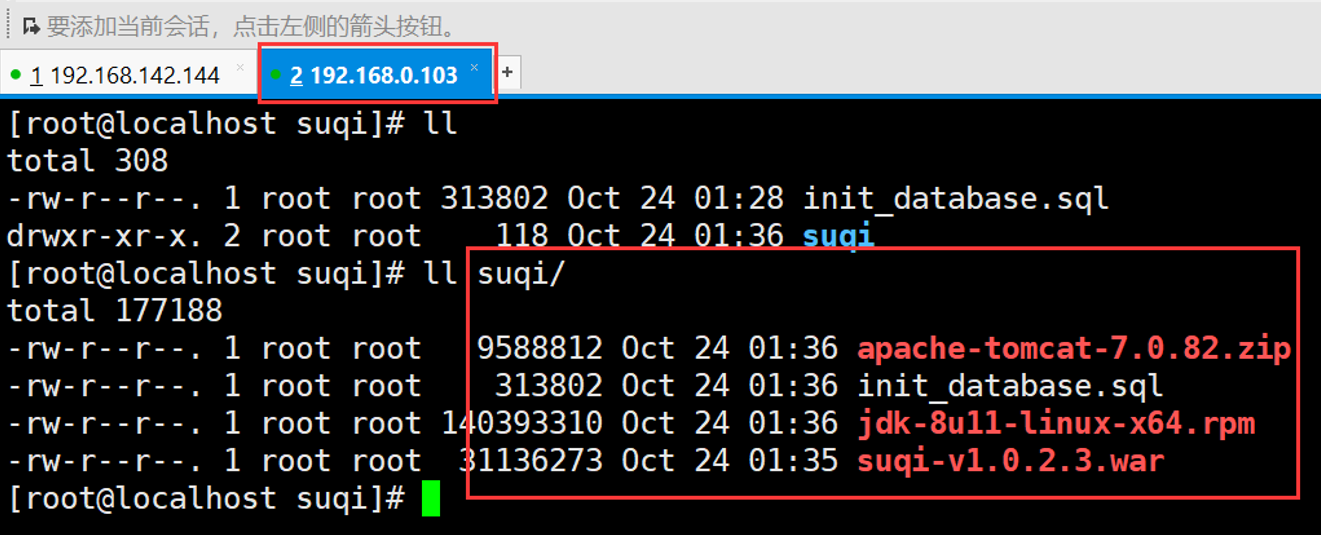 要添加当前会话，点击左侧的箭头按钮。
1 192.168.142.144 × 2 192.168.0.103 × +
[root@localhost suqi]# ll
total 308
-rw-r--r--. 1 root root 313802 Oct 24 01:28 init_database.sql
drwxr-xr-x. 2 root root    118 Oct 24 01:36 suqi
[root@localhost suqi]# ll suqi/
total 177188
-rw-r--r--. 1 root root   9588812 Oct 24 01:36 apache-tomcat-7.0.82.zip
-rw-r--r--. 1 root root    313802 Oct 24 01:36 init_database.sql
-rw-r--r--. 1 root root 140393310 Oct 24 01:36 jdk-8u11-linux-x64.rpm
-rw-r--r--. 1 root root  31136273 Oct 24 01:35 suqi-v1.0.2.3.war
[root@localhost suqi]#